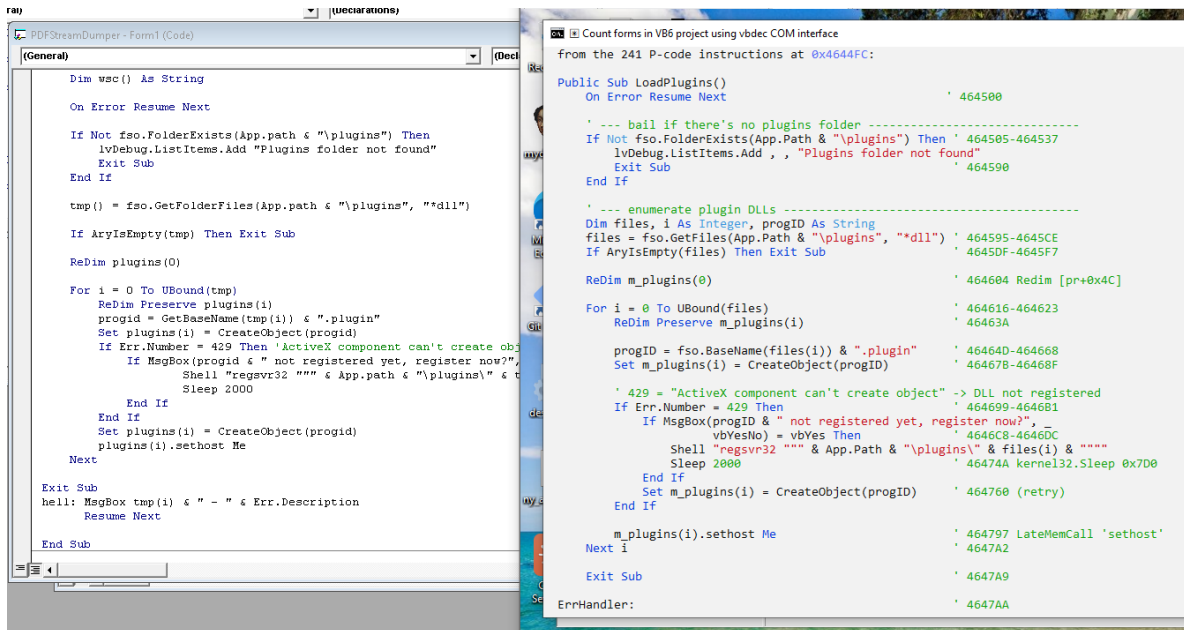 ral)
(Declarations)
PDFStreamDumper - Form1 (Code)
(General)
(Decl
Dim wsc() As String
On Error Resume Next
If Not fso.FolderExists(App.path & "\plugins") Then
lvDebug.ListItems.Add "Plugins folder not found"
Exit Sub
End If
tmp() = fso.GetFolderFiles(App.path & "\plugins", "*dll")
If AryIsEmpty(tmp) Then Exit Sub
ReDim plugins(0)
For i = 0 To UBound(tmp)
ReDim Preserve plugins(i)
progid = GetBaseName(tmp(i)) & ".plugin"
Set plugins(i) = CreateObject(progid)
If Err.Number = 429 Then 'ActiveX component can't create obj
If MsgBox(progid & " not registered yet, register now?",
Shell "regsvr32 """ & App.path & "\plugins\" & t
Sleep 2000
End If
End If
Set plugins(i) = CreateObject(progid)
plugins(i).sethost Me
Next
Exit Sub
hell: MsgBox tmp(i) & " - " & Err.Description
Resume Next
End Sub
Count forms in VB6 project using vbdec COM interface
from the 241 P-code instructions at 0x4644FC:
Public Sub LoadPlugins()
On Error Resume Next ' 464500
' --- bail if there's no plugins folder ------------------------------
If Not fso.FolderExists(App.Path & "\plugins") Then ' 464505-464537
lvDebug.ListItems.Add , , "Plugins folder not found"
Exit Sub ' 464590
End If
' --- enumerate plugin DLLs ------------------------------------------
Dim files, i As Integer, progID As String
files = fso.GetFiles(App.Path & "\plugins", "*dll") ' 464595-4645CE
If AryIsEmpty(files) Then Exit Sub ' 4645DF-4645F7
ReDim m_plugins(0) ' 464604 Redim [pr+0x4C]
For i = 0 To UBound(files) ' 464616-464623
ReDim Preserve m_plugins(i) ' 46463A
progID = fso.BaseName(files(i)) & ".plugin" ' 46464D-464668
Set m_plugins(i) = CreateObject(progID) ' 46467B-46468F
' 429 = "ActiveX component can't create object" -> DLL not registered
If Err.Number = 429 Then ' 464699-4646B1
If MsgBox(progID & " not registered yet, register now?", _
vbYesNo) = vbYes Then ' 4646C8-4646DC
Shell "regsvr32 """ & App.Path & "\plugins\" & files(i) & """"
Sleep 2000 ' 46474A kernel32.Sleep 0x7D0
End If
Set m_plugins(i) = CreateObject(progID) ' 464760 (retry)
End If
m_plugins(i).sethost Me ' 464797 LateMemCall 'sethost'
Next i ' 4647A2
Exit Sub ' 4647A9
ErrHandler: ' 4647AA